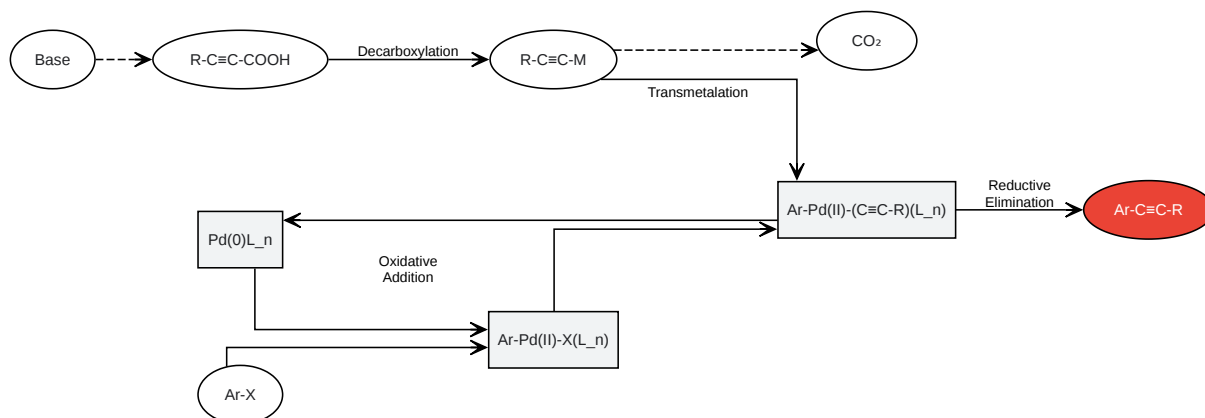 Base
R-C≡C-COOH
Decarboxylation
R-C≡C-M
CO₂
Transmetalation
Ar-Pd(II)-(C≡C-R)(L_n)
Reductive
Elimination
Ar-C≡C-R
Pd(0)L_n
Oxidative
Addition
Ar-Pd(II)-X(L_n)
Ar-X